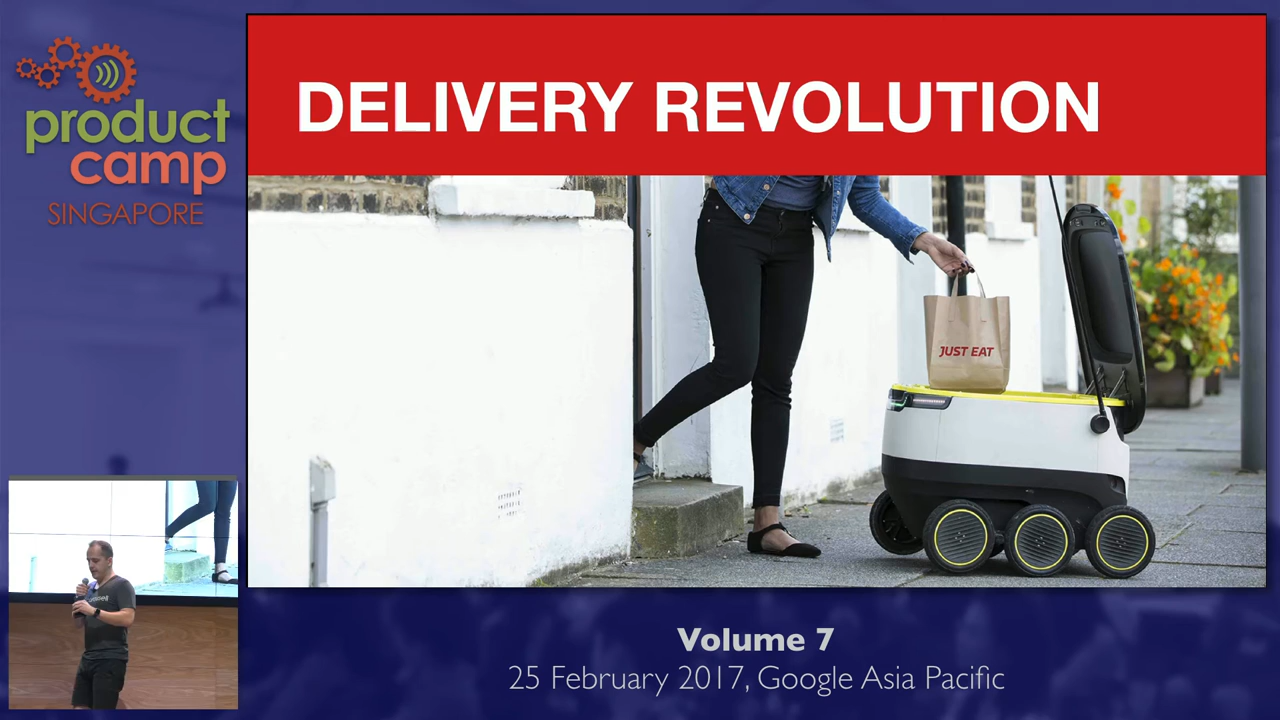 product
camp
SINGAPORE
DELIVERY REVOLUTION
JUST EAT
Volume 7
25 February 2017, Google Asia Pacific